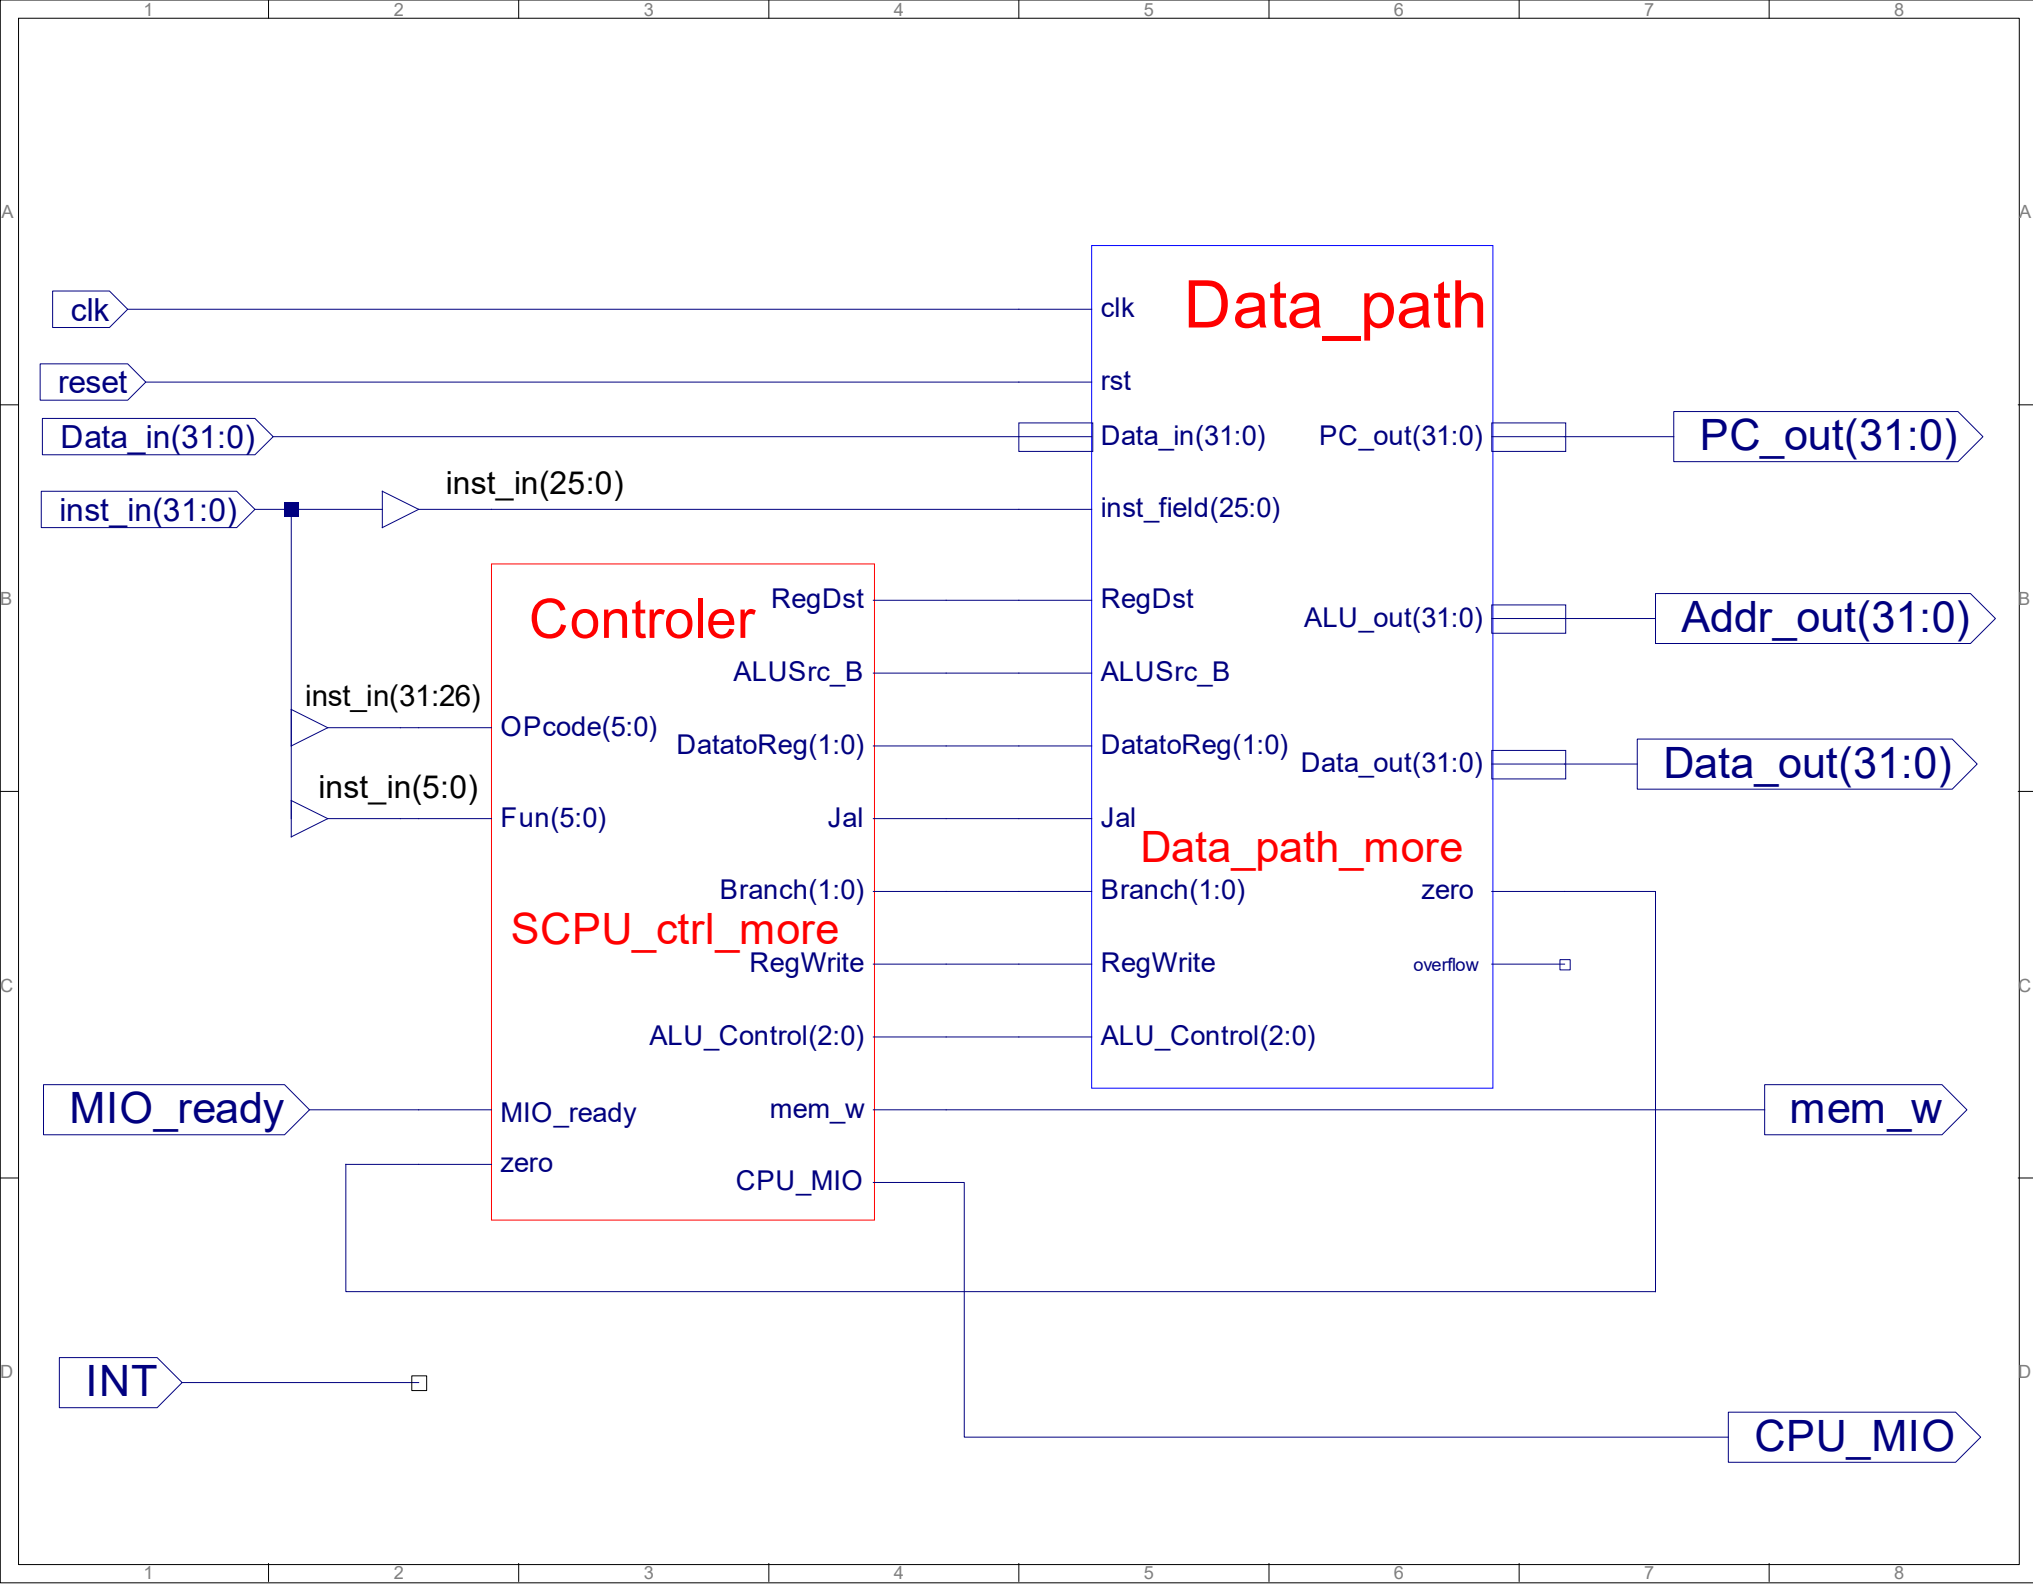 1 2 3 4 5 6 7 8
A A
clk clk Data_path
reset rst
Data_in(31:0) Data_in(31:0) PC_out(31:0) PC_out(31:0)
inst_in(25:0)
inst_in(31:0) inst_field(25:0)
B B
Controler RegDst RegDst ALU_out(31:0) Addr_out(31:0)
ALUSrc_B ALUSrc_B
inst_in(31:26)
OPcode(5:0) DatatoReg(1:0) DatatoReg(1:0) Data_out(31:0) Data_out(31:0)
inst_in(5:0)
Fun(5:0) Jal Jal
Data_path_more
Branch(1:0) Branch(1:0) zero
SCPU_ctrl_more
RegWrite RegWrite overflow
C C
ALU_Control(2:0) ALU_Control(2:0)
MIO_ready MIO_ready mem_w mem_w
zero
CPU_MIO
D D
INT
CPU_MIO
1 2 3 4 5 6 7 8